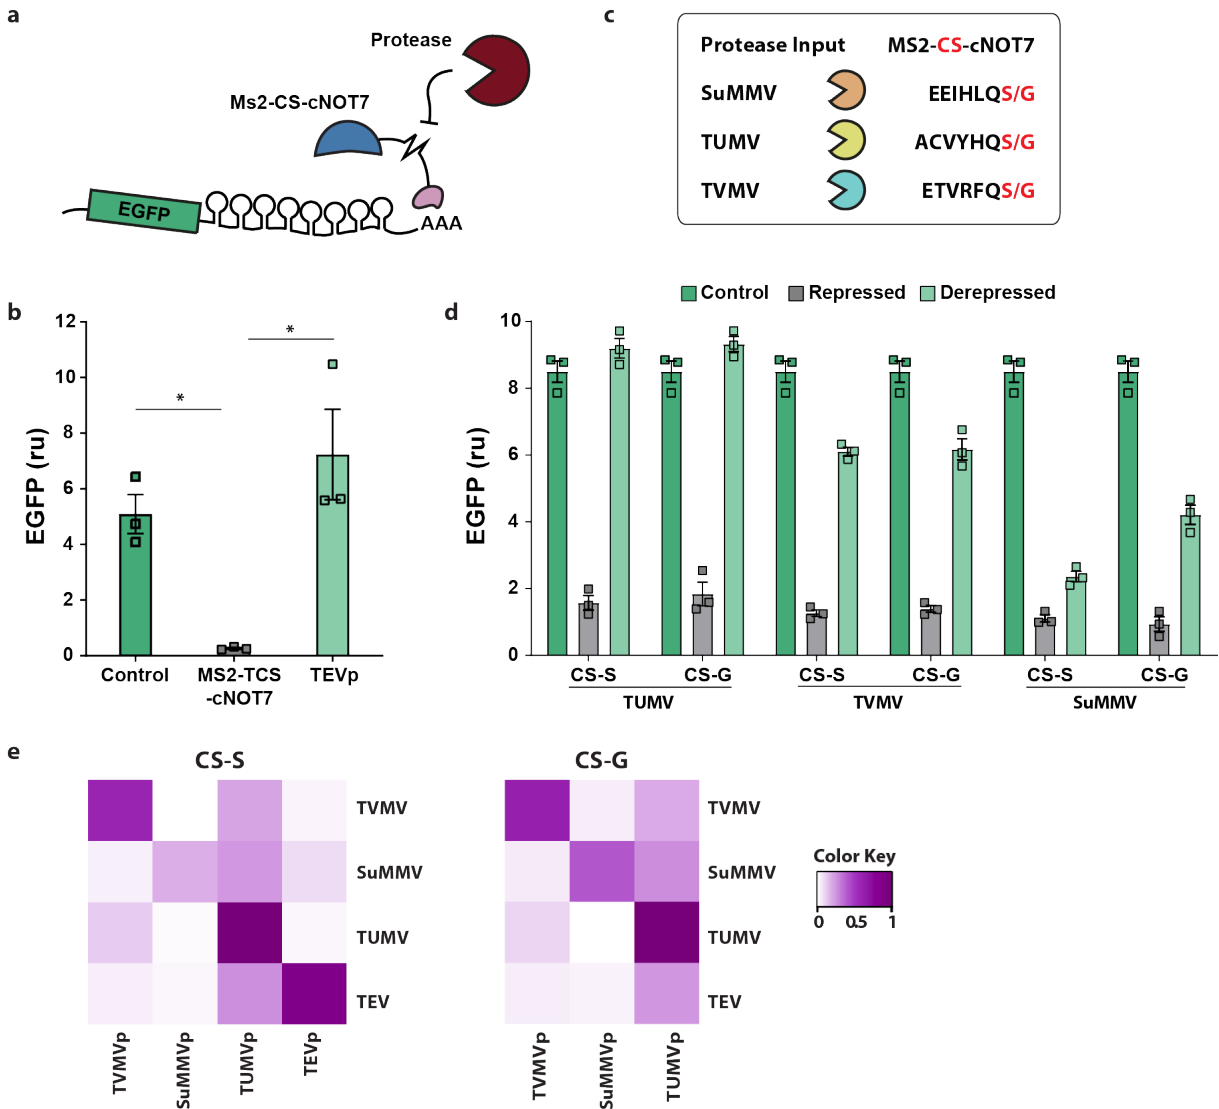 a
Protease
Ms2-CS-cNOT7
EGFP
AAA
c
Protease Input MS2-CS-cNOT7
SuMMV EEIHLQS/G
TUMV ACVYHQS/G
TVMV ETVRFQS/G
b
EGFP (ru)
12
10
8
6
4
2
0
*
*
Control
MS2-TCS
-cNOT7
TEVp
d
Control Repressed Derepressed
EGFP (ru)
10
8
6
4
2
0
CS-S CS-G CS-S CS-G CS-S CS-G
TUMV TVMV SuMMV
e
CS-S
TVMV
SuMMV
TUMV
TEV
TVMVp
SuMMVp
TUMVp
TEVp
CS-G
TVMV
SuMMV
TUMV
TEV
TVMVp
SuMMVp
TUMVp
Color Key
0 0.5 1